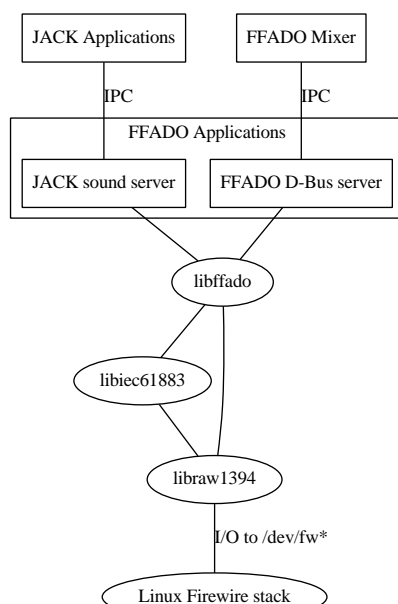 JACK Applications
FFADO Mixer
IPC
IPC
FFADO Applications
JACK sound server
FFADO D-Bus server
libffado
libiec61883
libraw1394
I/O to /dev/fw*
Linux Firewire stack